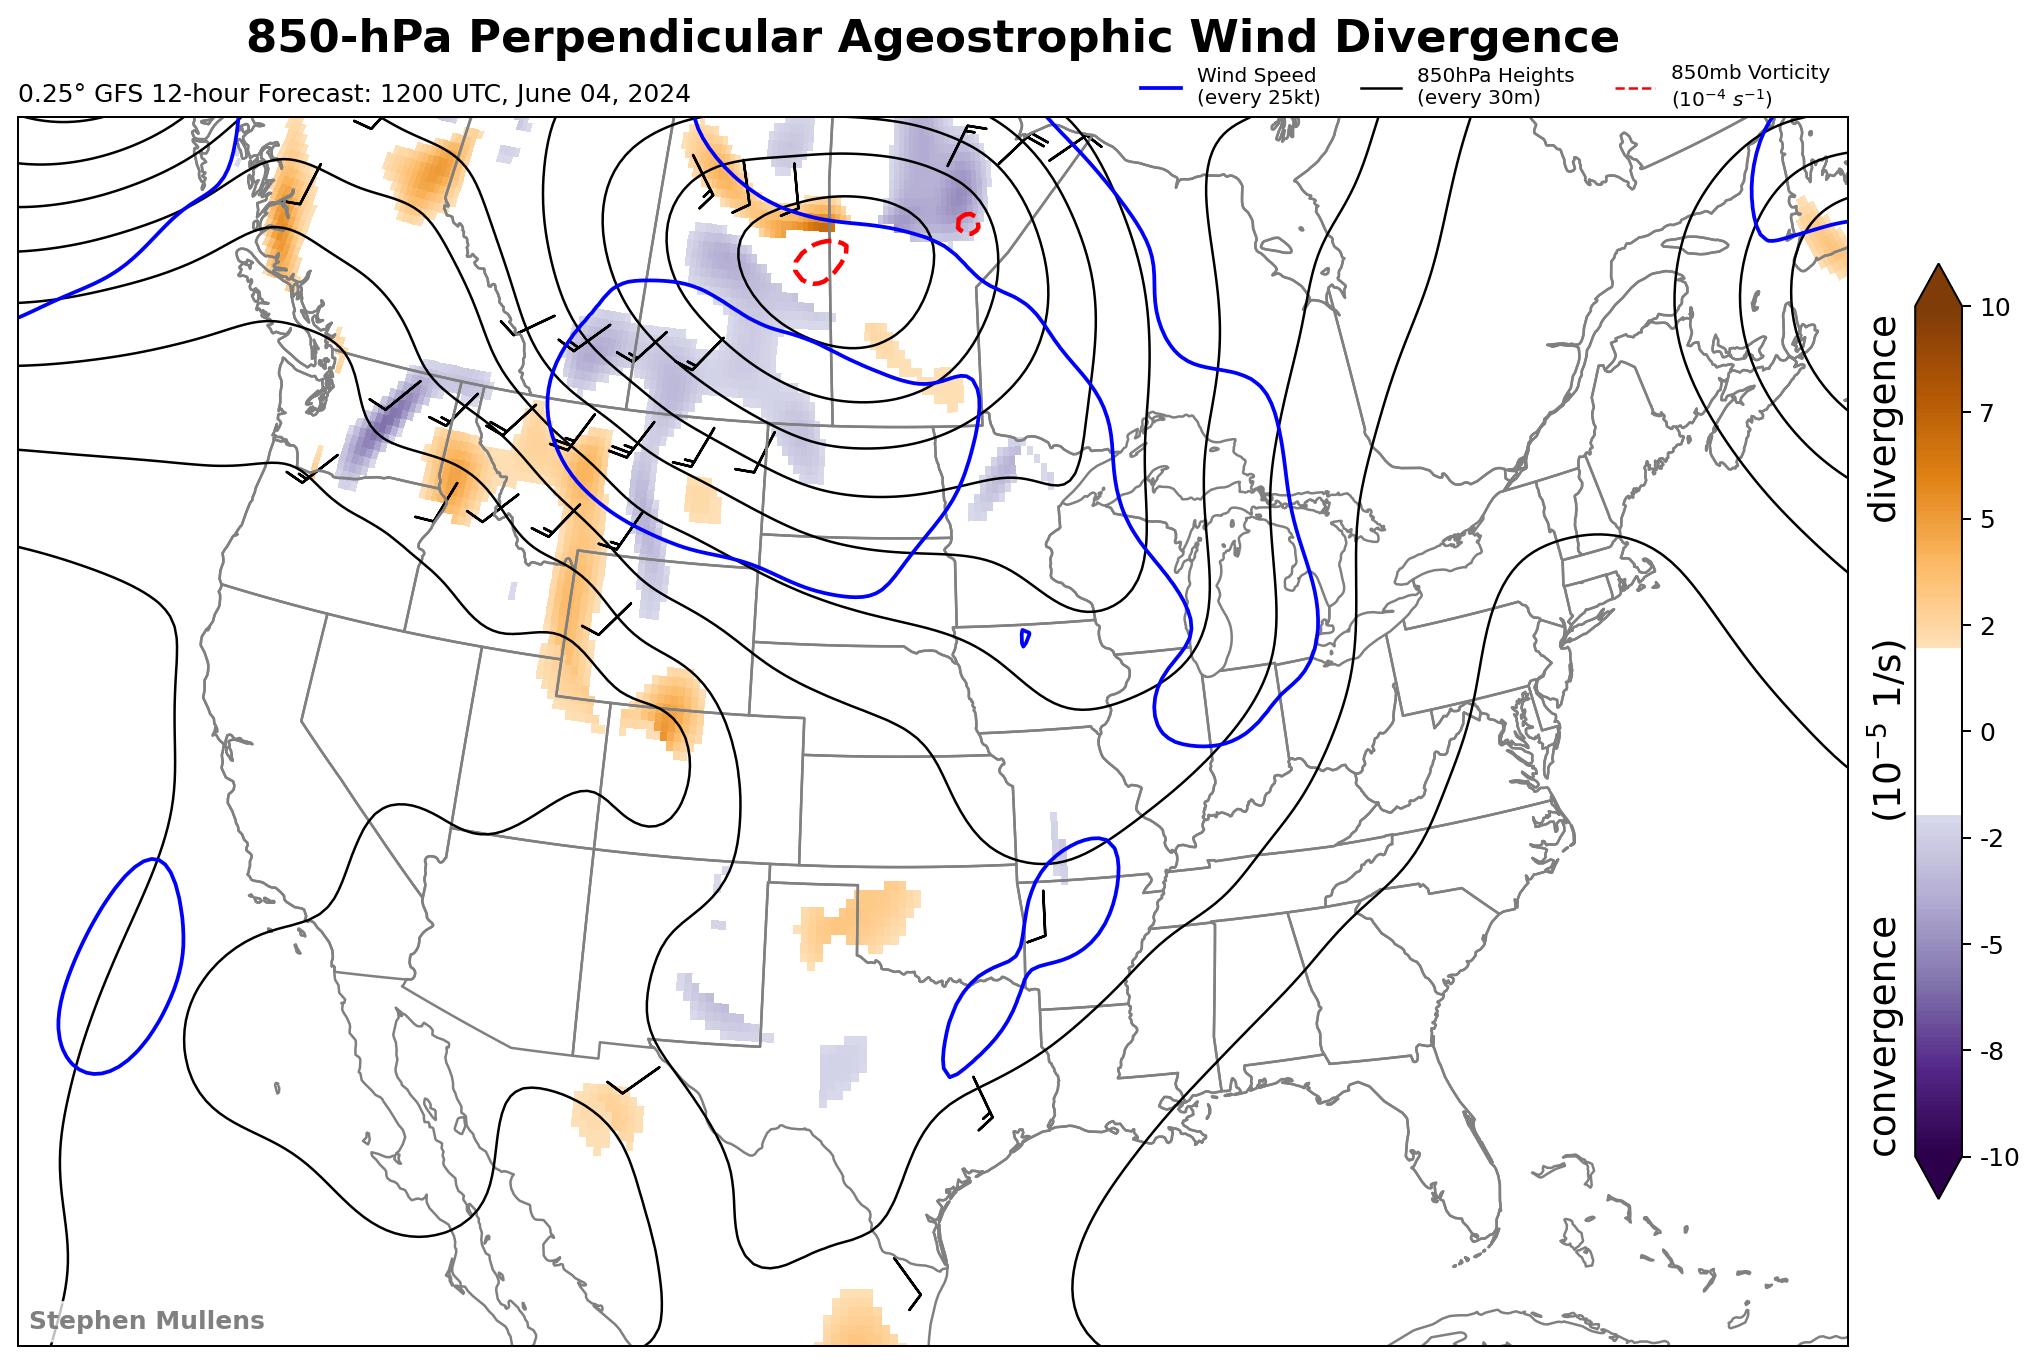 850-hPa Perpendicular Ageostrophic Wind Divergence
0.25° GFS 12-hour Forecast: 1200 UTC, June 04, 2024
Wind Speed
(every 25kt)
850hPa Heights
(every 30m)
850mb Vorticity
(10⁻⁴ s⁻¹)
10
7
5
2
0
-2
-5
-8
-10
convergence (10⁻⁵ 1/s) divergence
Stephen Mullens